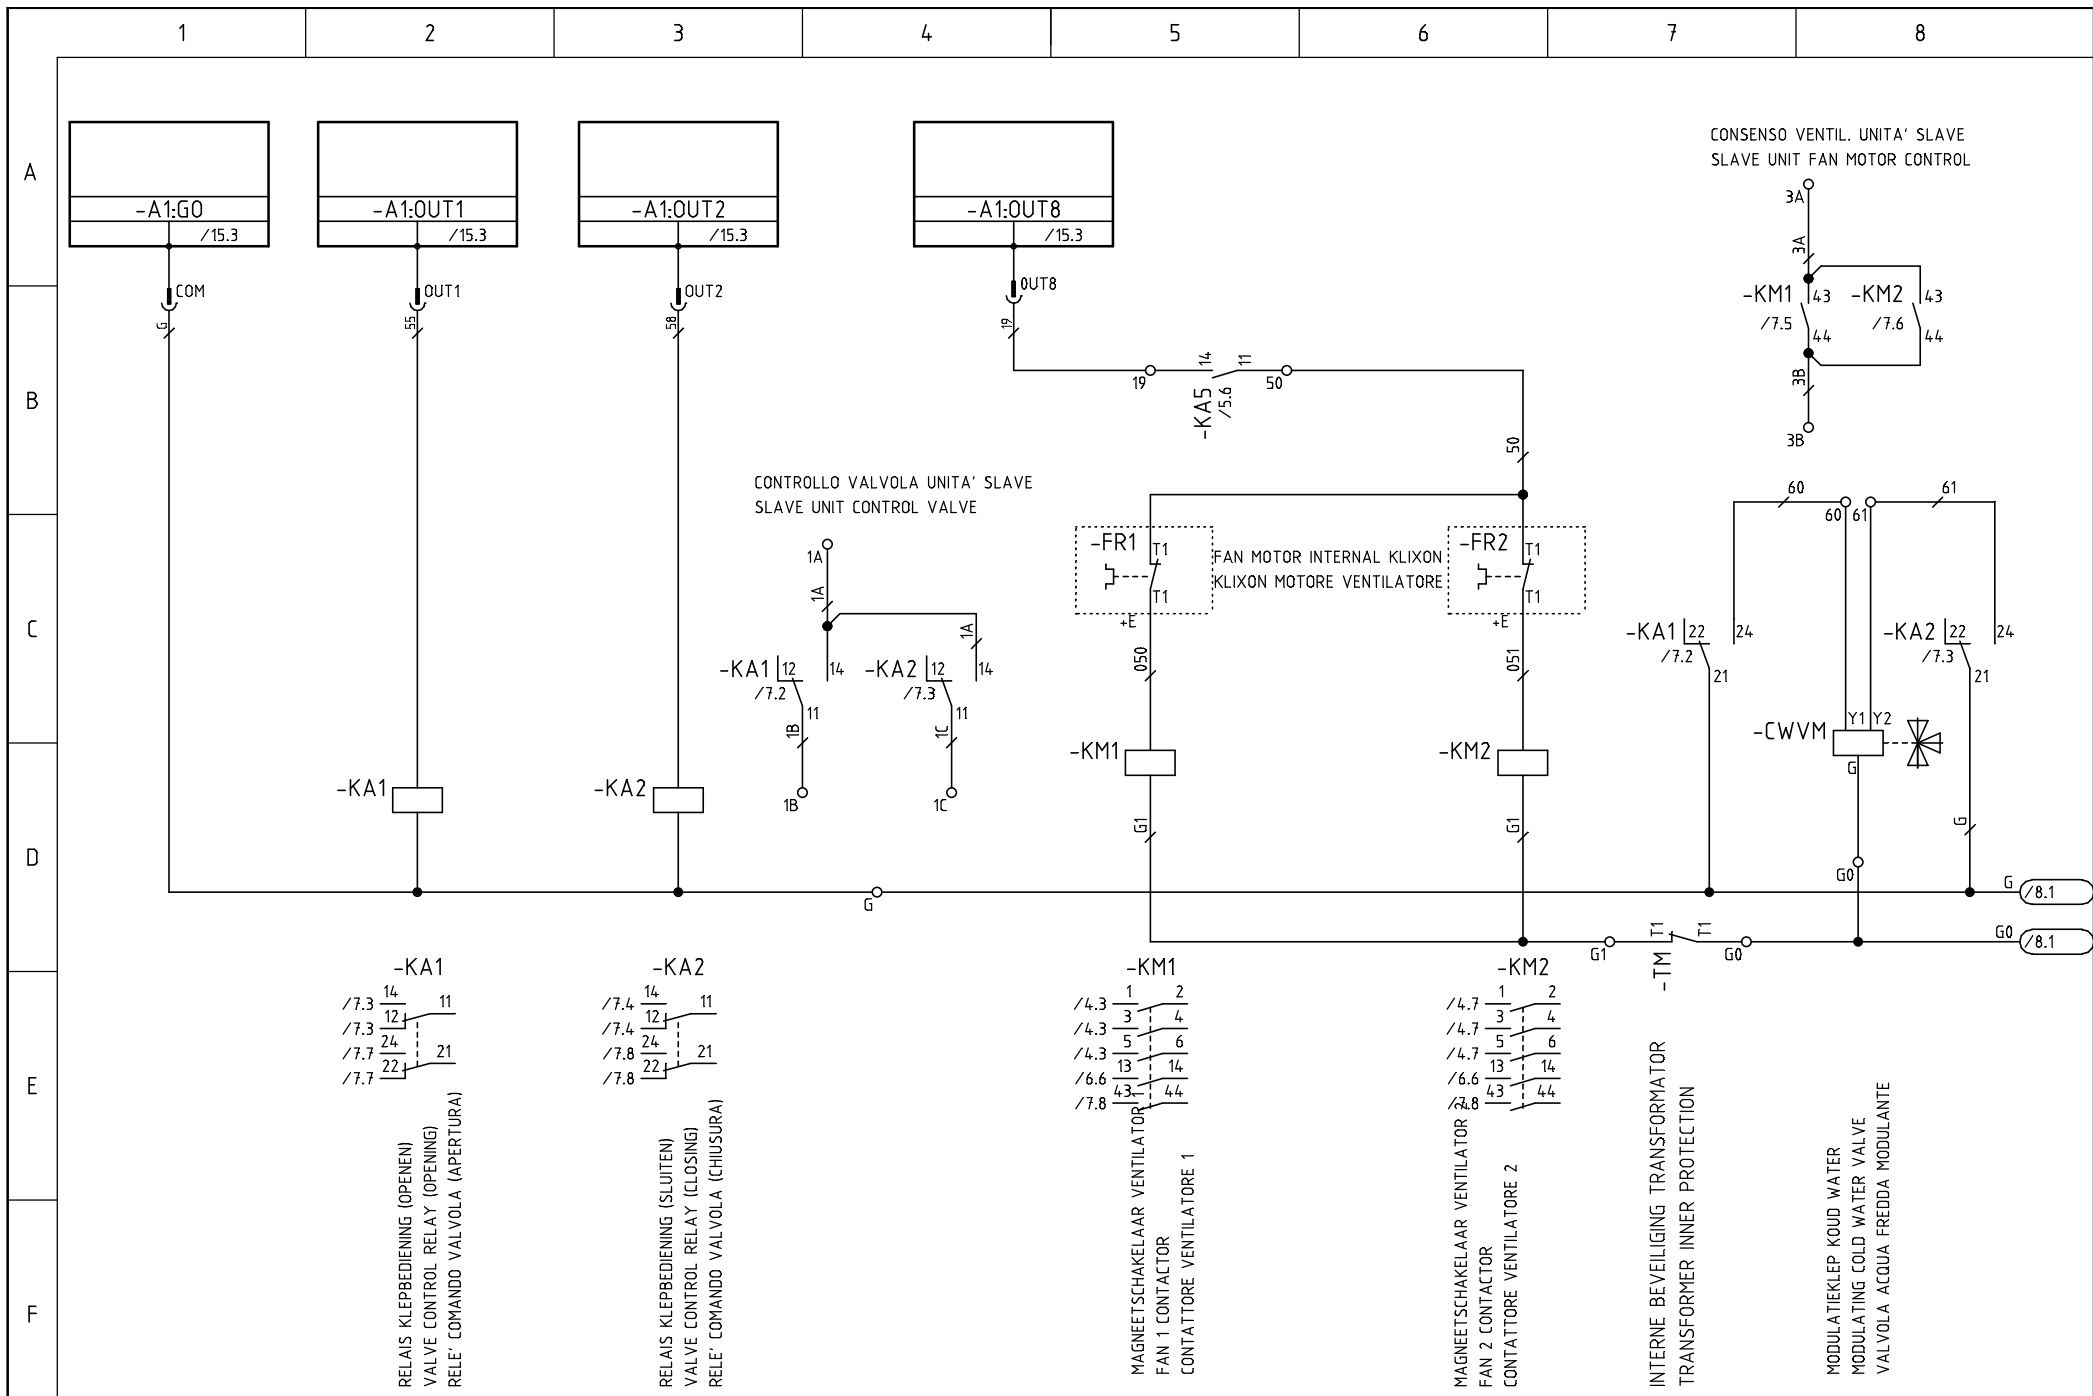 1 2 3 4 5 6 7 8
A
B
C
D
E
F
-A1:G0
/15.3
COM
G
-A1:OUT1
/15.3
OUT1
55
-A1:OUT2
/15.3
OUT2
58
-A1:OUT8
/15.3
OUT8
19
19
14
11
50
-KA5
/5.6
50
CONSENSO VENTIL. UNITA' SLAVE
SLAVE UNIT FAN MOTOR CONTROL
3A
3A
-KM1
/7.5
43
44
-KM2
/7.6
43
44
3B
3B
CONTROLLO VALVOLA UNITA' SLAVE
SLAVE UNIT CONTROL VALVE
1A
1A
1A
-KA1
/7.2
12
14
11
1B
1B
-KA2
/7.3
12
14
11
1C
1C
-FR1
T1
T1
+E
FAN MOTOR INTERNAL KLIXON
KLIXON MOTORE VENTILATORE
-FR2
T1
T1
+E
050
051
-KM1
-KM2
G1
G1
60
60
61
61
-KA1
/7.2
22
24
21
-KA2
/7.3
22
24
21
-CWVM
Y1
Y2
G
G
G0
-KA1
-KA2
G
G
/8.1
G1
T1
T1
-TM
G0
G0
/8.1
-KA1
/7.3 14 11
/7.3 12
/7.7 24 21
/7.7 22
RELAIS KLEPBEDIENING (OPENEN)
VALVE CONTROL RELAY (OPENING)
RELE' COMANDO VALVOLA (APERTURA)
-KA2
/7.4 14 11
/7.4 12
/7.8 24 21
/7.8 22
RELAIS KLEPBEDIENING (SLUITEN)
VALVE CONTROL RELAY (CLOSING)
RELE' COMANDO VALVOLA (CHIUSURA)
-KM1
/4.3 1 2
/4.3 3 4
/4.3 5 6
/6.6 13 14
/7.8 43 44
MAGNEETSCHAKELAAR VENTILATOR 1
FAN 1 CONTACTOR
CONTATTORE VENTILATORE 1
-KM2
/4.7 1 2
/4.7 3 4
/4.7 5 6
/6.6 13 14
/7.8 43 44
MAGNEETSCHAKELAAR VENTILATOR 2
FAN 2 CONTACTOR
CONTATTORE VENTILATORE 2
INTERNE BEVEILIGING TRANSFORMATOR
TRANSFORMER INNER PROTECTION
MODULATIEKLEP KOUD WATER
MODULATING COLD WATER VALVE
VALVOLA ACQUA FREDDA MODULANTE